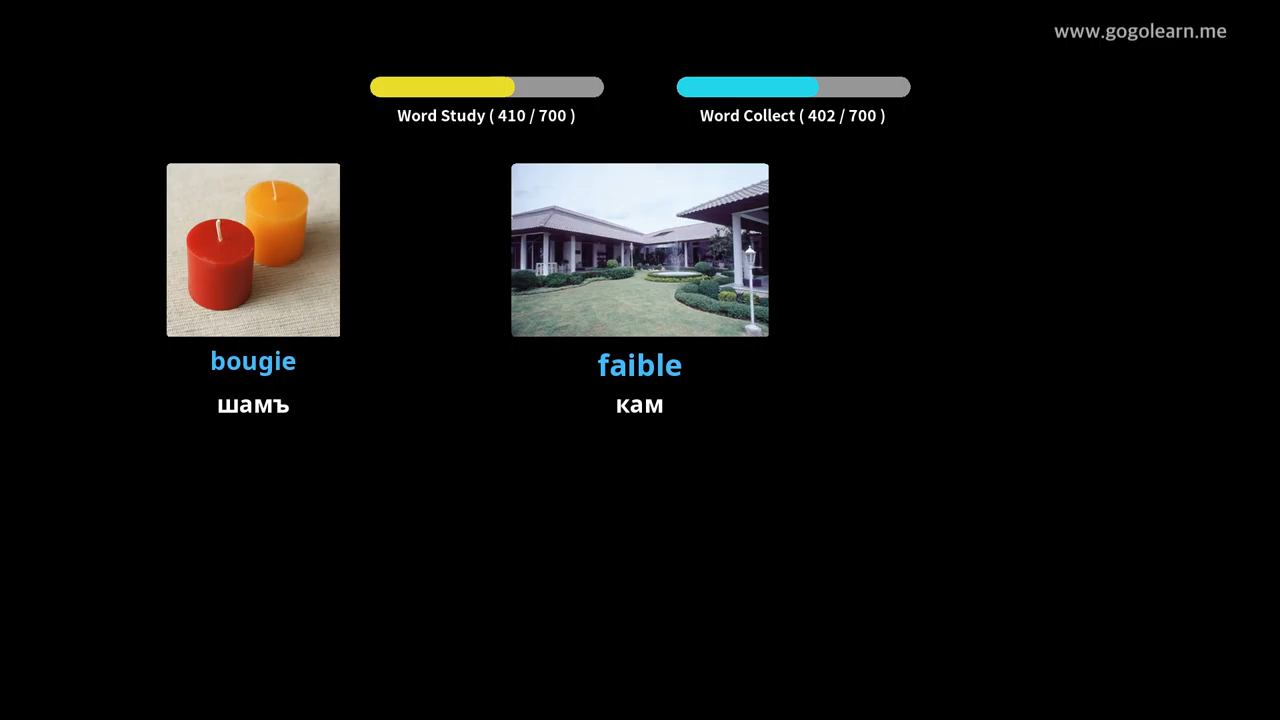 www.gogolearn.me
Word Study ( 410 / 700 )
Word Collect ( 402 / 700 )
bougie
шамъ
faible
кам